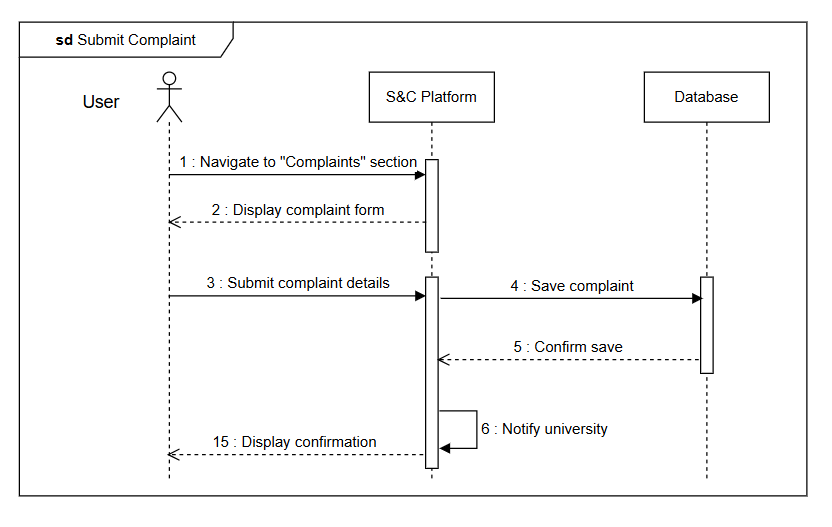 sd Submit Complaint
User
S&C Platform
Database
1 : Navigate to "Complaints" section
2 : Display complaint form
3 : Submit complaint details
4 : Save complaint
5 : Confirm save
6 : Notify university
15 : Display confirmation